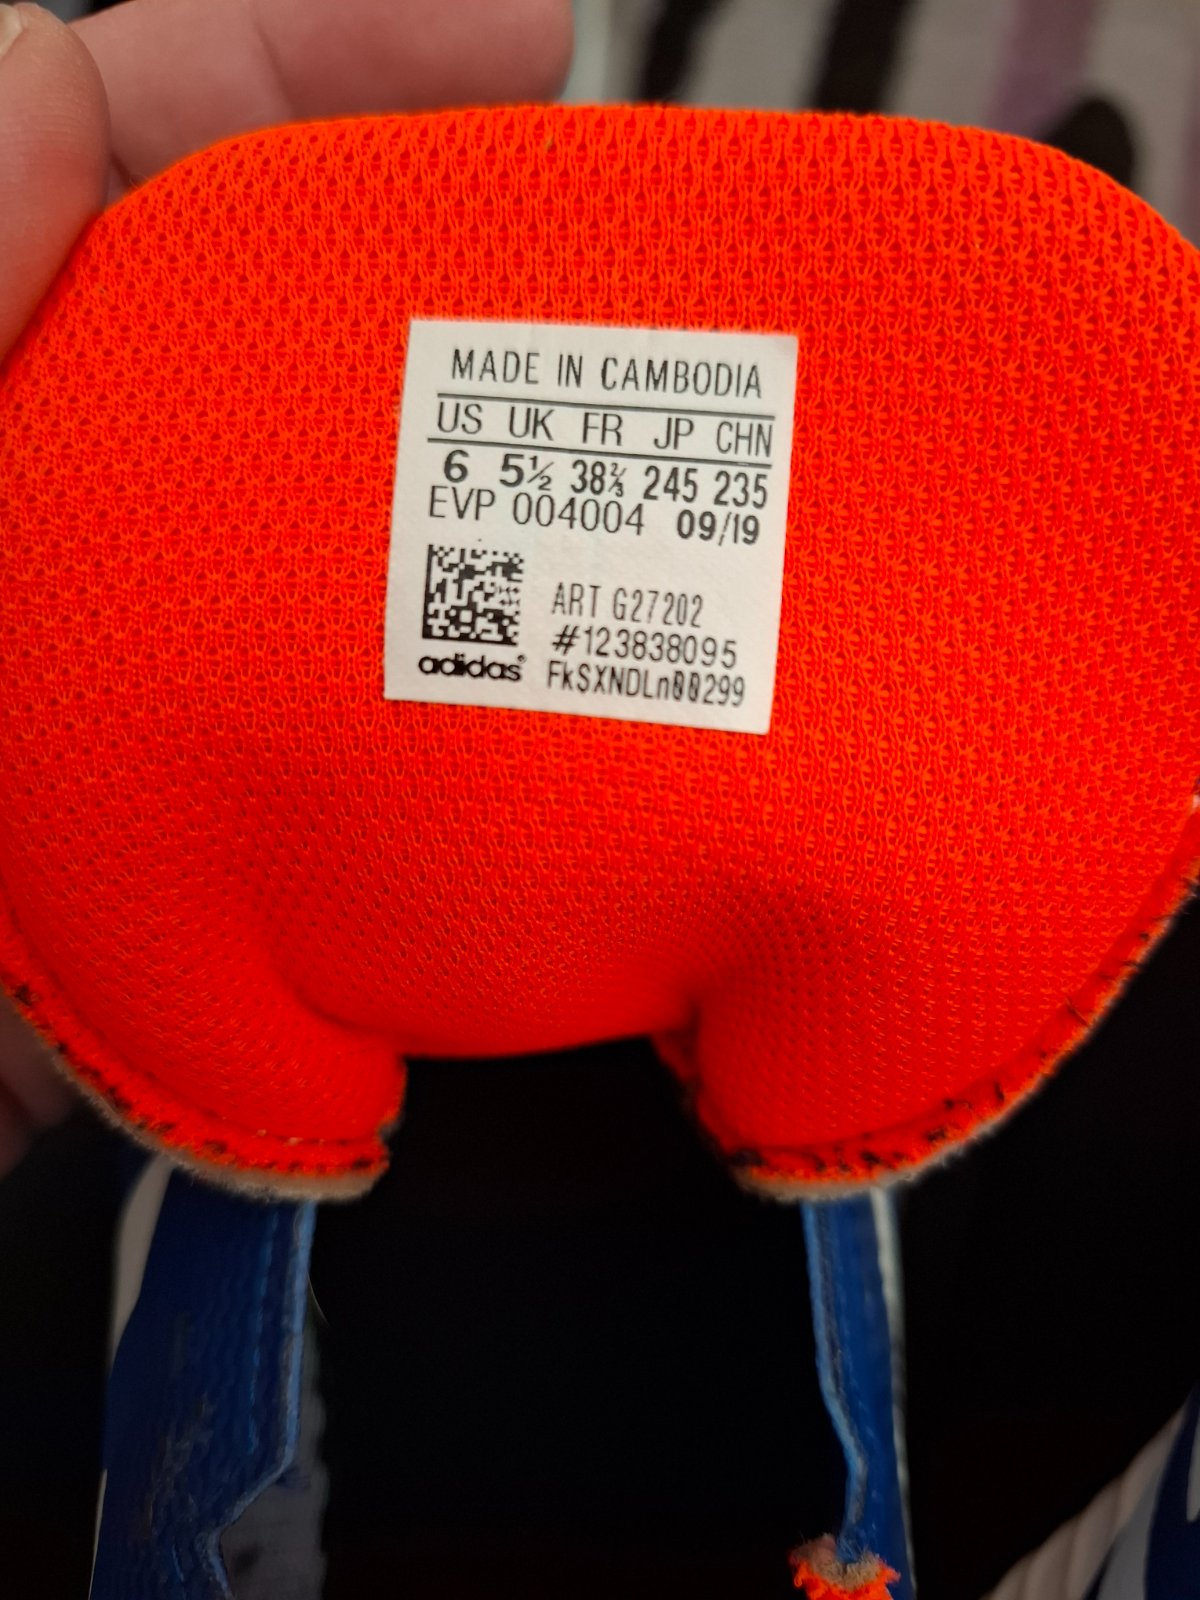 MADE IN CAMBODIA
US UK FR JP CHN
6 5½ 38⅔ 245 235
EVP 004004 09/19
ART G27202
#123838095
adidas® FkSXNDLn00299